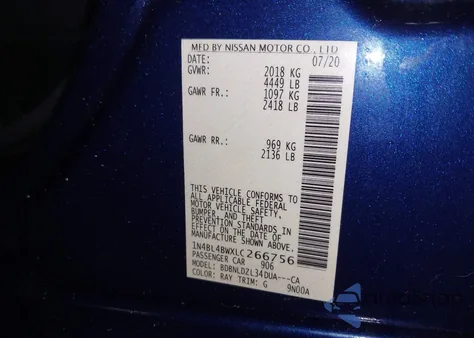 MFD BY NISSAN MOTOR CO., LTD
DATE: 07/20
GVWR: 2018 KG
4449 LB
GAWR FR.: 1097 KG
2418 LB
GAWR RR.: 969 KG
2136 LB
THIS VEHICLE CONFORMS TO
ALL APPLICABLE FEDERAL
MOTOR VEHICLE SAFETY,
BUMPER, AND THEFT
PREVENTION STANDARDS IN
EFFECT ON THE DATE OF
MANUFACTURE SHOWN ABOVE.
1N4BL4BWXLC266756
PASSENGER CAR 906
MODEL: BDBNLDZL34DUA---CA
COLOR: RAY TRIM: G 9N00A